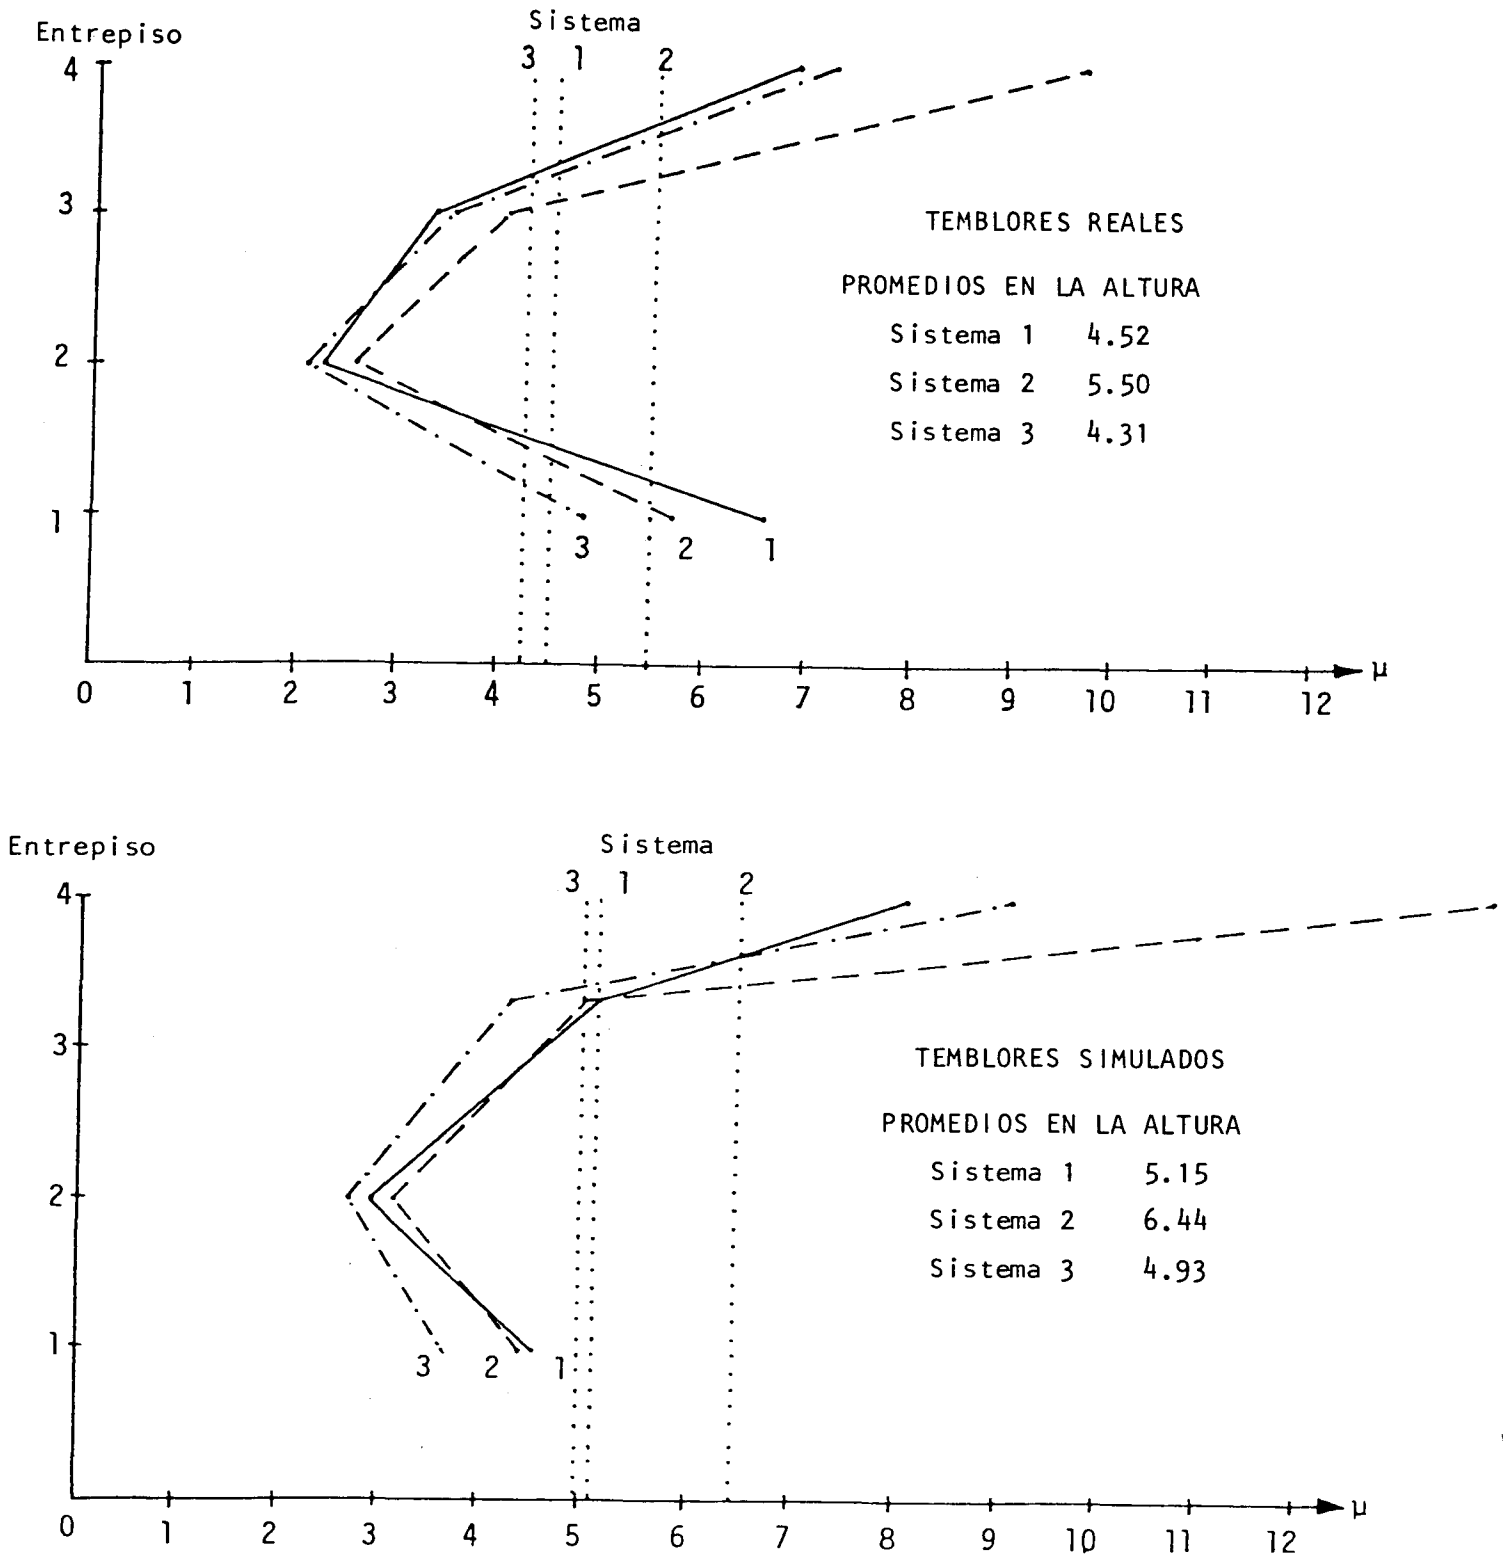 Entrepiso
Sistema
3 1 2
4
3
2
1
TEMBLORES REALES
PROMEDIOS EN LA ALTURA
Sistema 1 4.52
Sistema 2 5.50
Sistema 3 4.31
3 2 1
0 1 2 3 4 5 6 7 8 9 10 11 12
μ
Entrepiso
Sistema
3 1 2
4
3
2
1
TEMBLORES SIMULADOS
PROMEDIOS EN LA ALTURA
Sistema 1 5.15
Sistema 2 6.44
Sistema 3 4.93
3 2 1
0 1 2 3 4 5 6 7 8 9 10 11 12
μ